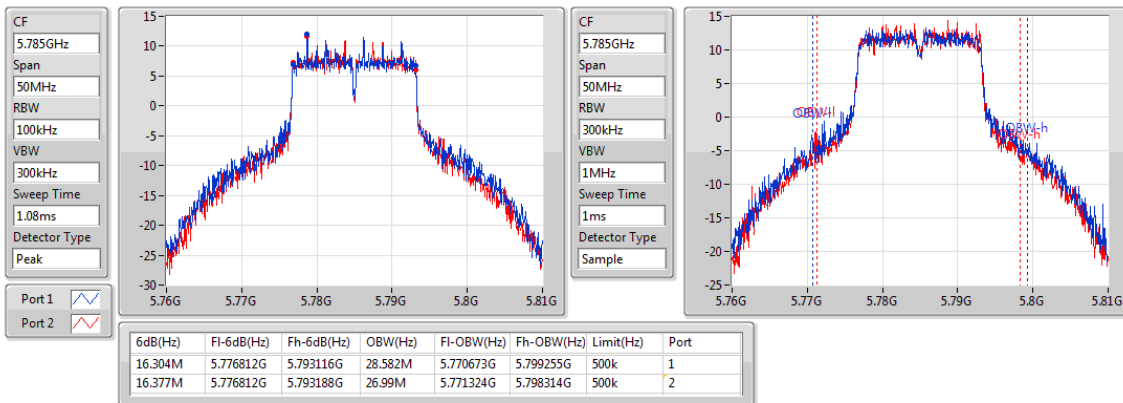 CF
5.785GHz
Span
50MHz
RBW
100kHz
VBW
300kHz
Sweep Time
1.08ms
Detector Type
Peak
Port 1
Port 2
15
10
5
0
-5
-10
-15
-20
-25
-30
5.76G 5.77G 5.78G 5.79G 5.8G 5.81G
CF
5.785GHz
Span
50MHz
RBW
300kHz
VBW
1MHz
Sweep Time
1ms
Detector Type
Sample
15
10
5
0
-5
-10
-15
-20
-25
OBW-h
5.76G 5.77G 5.78G 5.79G 5.8G 5.81G
6dB(Hz) Fl-6dB(Hz) Fh-6dB(Hz) OBW(Hz) Fl-OBW(Hz) Fh-OBW(Hz) Limit(Hz) Port
16.304M 5.776812G 5.793116G 28.582M 5.770673G 5.799255G 500k 1
16.377M 5.776812G 5.793188G 26.99M 5.771324G 5.798314G 500k 2